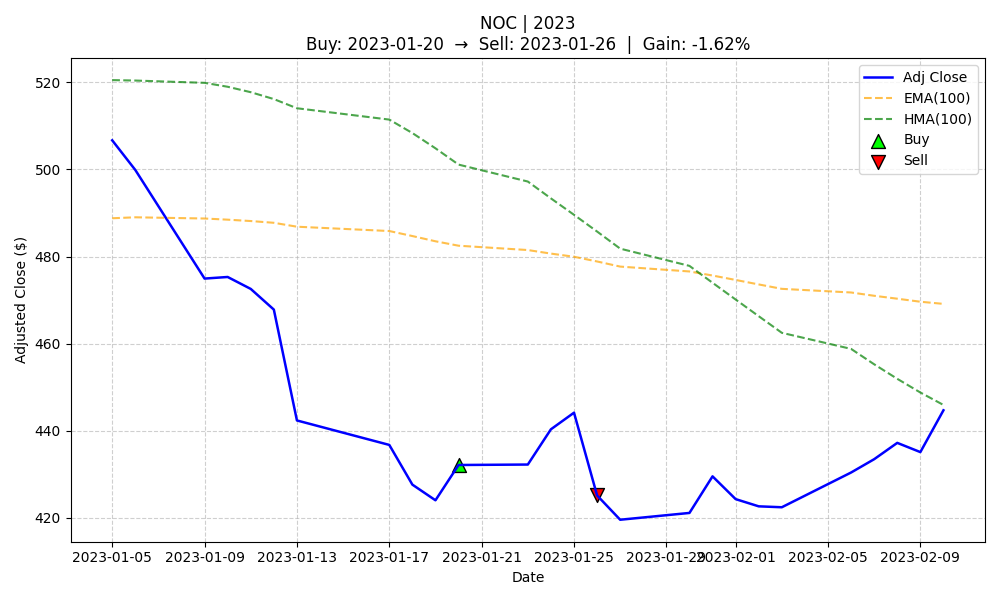 NOC | 2023
Buy: 2023-01-20 → Sell: 2023-01-26 | Gain: -1.62%
Adj Close
EMA(100)
HMA(100)
Buy
Sell
Adjusted Close ($)
520
500
480
460
440
420
2023-01-05 2023-01-09 2023-01-13 2023-01-17 2023-01-21 2023-01-25 2023-01-29 2023-02-01 2023-02-05 2023-02-09
Date